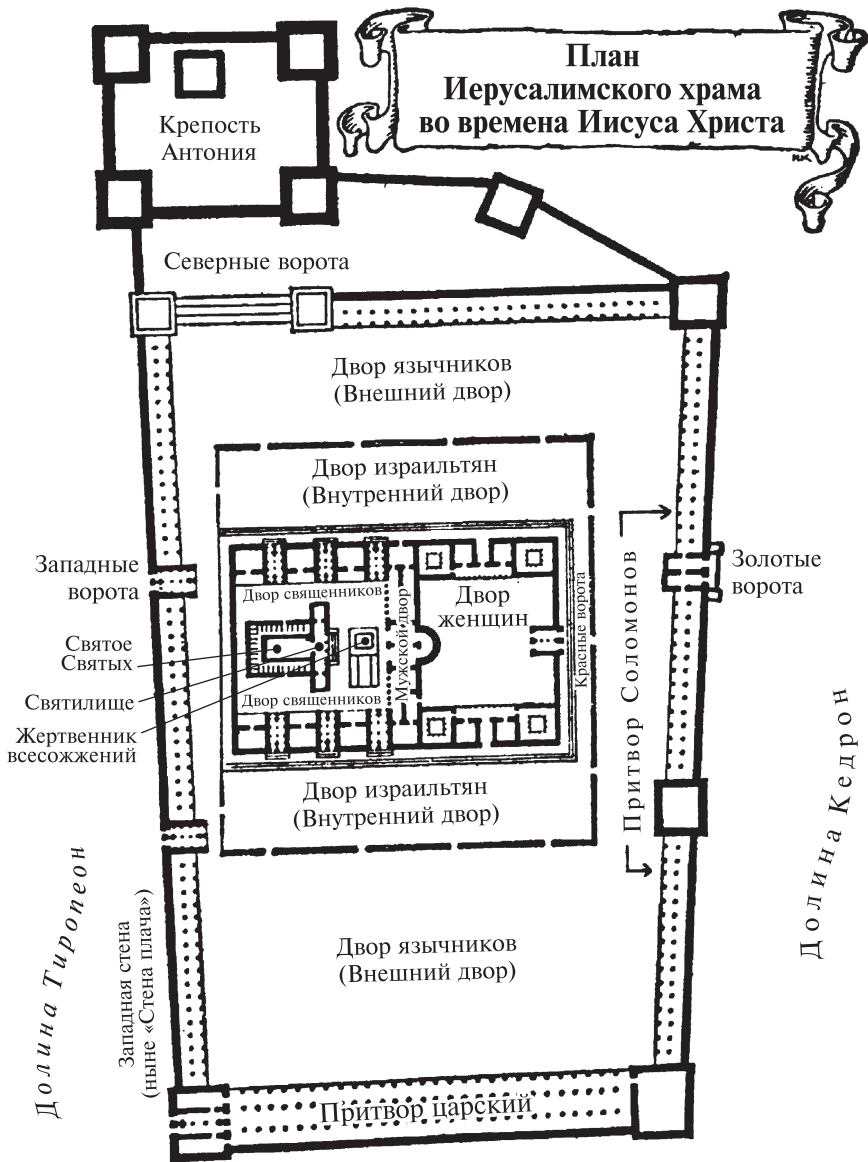 План
Иерусалимского храма
во времена Иисуса Христа
Крепость
Антония
Северные ворота
Двор язычников
(Внешний двор)
Двор израильтян
(Внутренний двор)
Западные
ворота
Золотые
ворота
Двор священников
Двор
женщин
Мужской двор
Красные ворота
Притвор Соломонов
Святое
Святых
Святилище
Жертвенник
всесожжений
Двор священников
Двор израильтян
(Внутренний двор)
Долина Кедрон
Долина Тиропеон
Западная стена
(ныне «Стена плача»)
Двор язычников
(Внешний двор)
Притвор царский